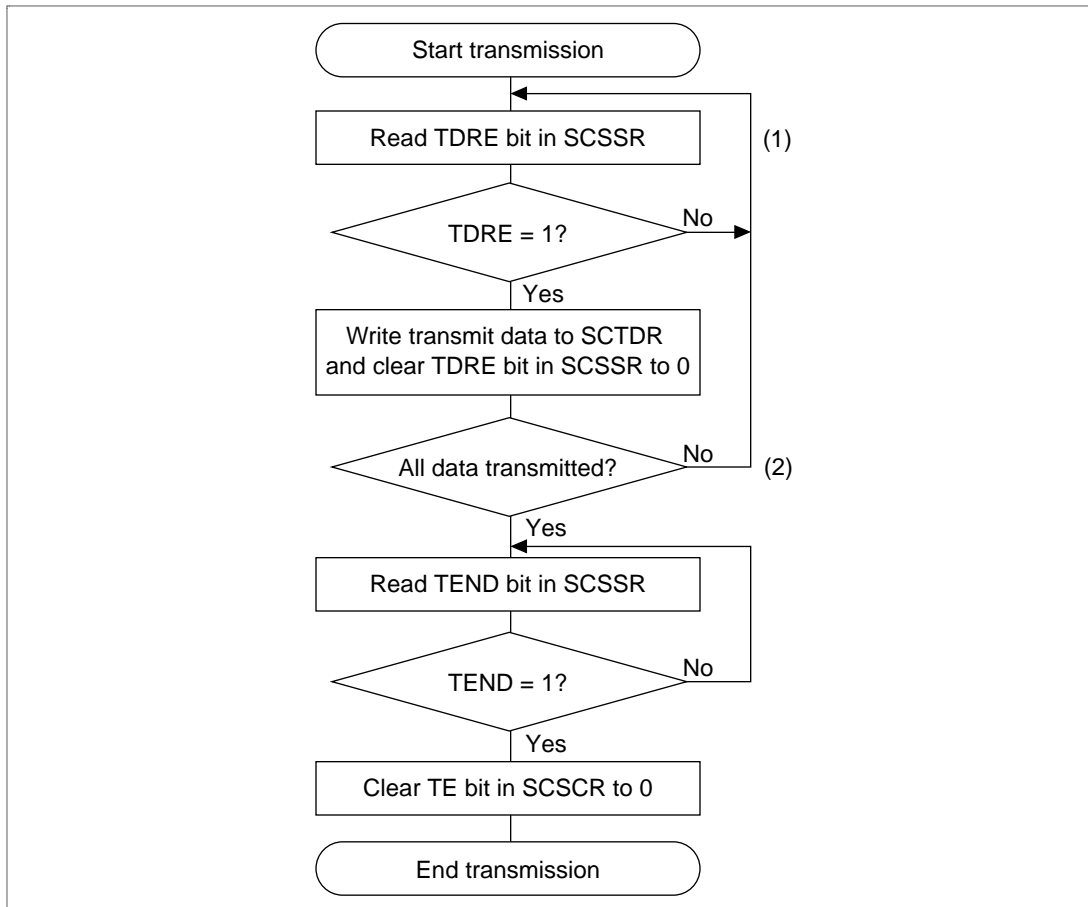 Start transmission
Read TDRE bit in SCSSR
(1)
TDRE = 1?
No
Yes
Write transmit data to SCTDR
and clear TDRE bit in SCSSR to 0
All data transmitted?
No
(2)
Yes
Read TEND bit in SCSSR
TEND = 1?
No
Yes
Clear TE bit in SCSCR to 0
End transmission